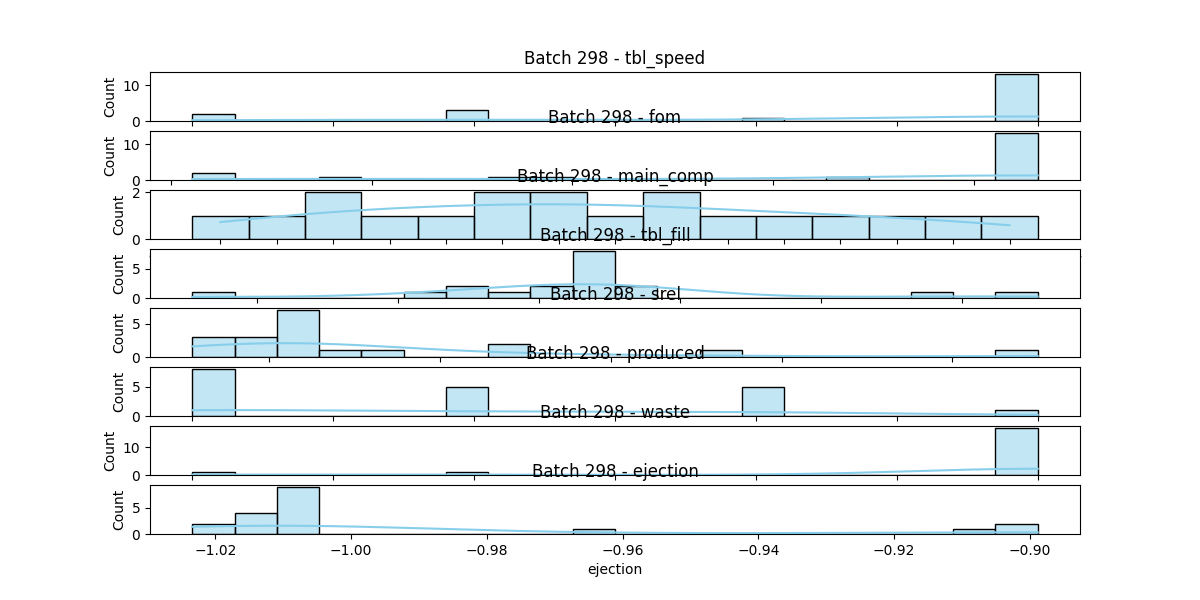 Batch 298 - tbl_speed
Count
10
0
Batch 298 - fom
Count
10
0
Batch 298 - main_comp
Count
2
0
Batch 298 - tbl_fill
Count
5
0
Batch 298 - srel
Count
5
0
Batch 298 - produced
Count
5
0
Batch 298 - waste
Count
10
0
Batch 298 - ejection
Count
5
0
−1.02 −1.00 −0.98 −0.96 −0.94 −0.92 −0.90
ejection